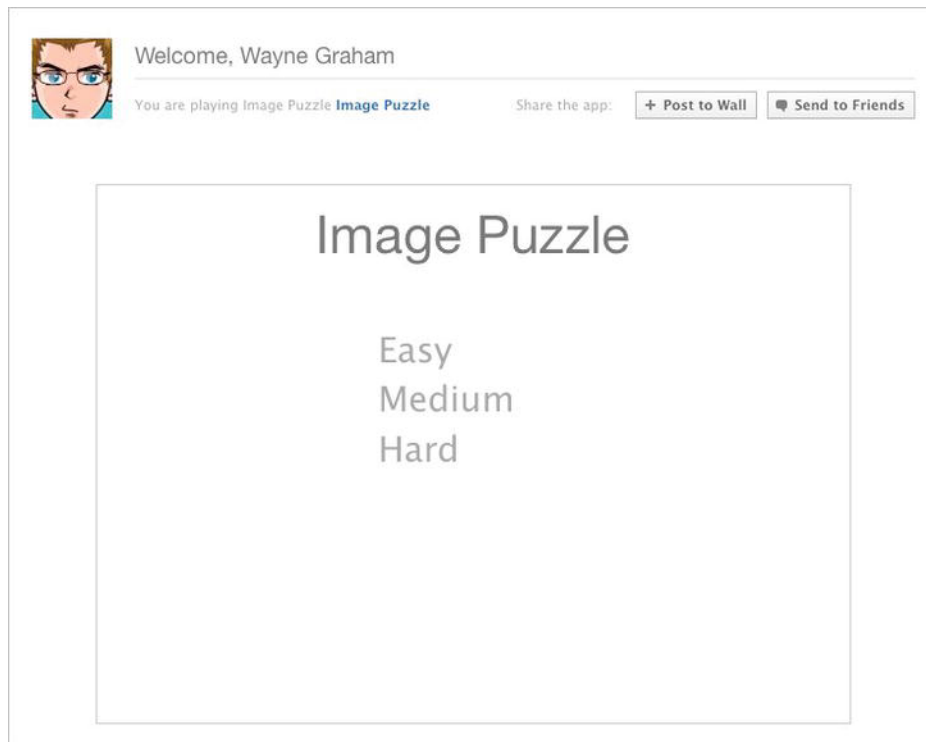 Welcome, Wayne Graham
You are playing Image Puzzle Image Puzzle
Share the app:
+ Post to Wall
Send to Friends
Image Puzzle
Easy
Medium
Hard